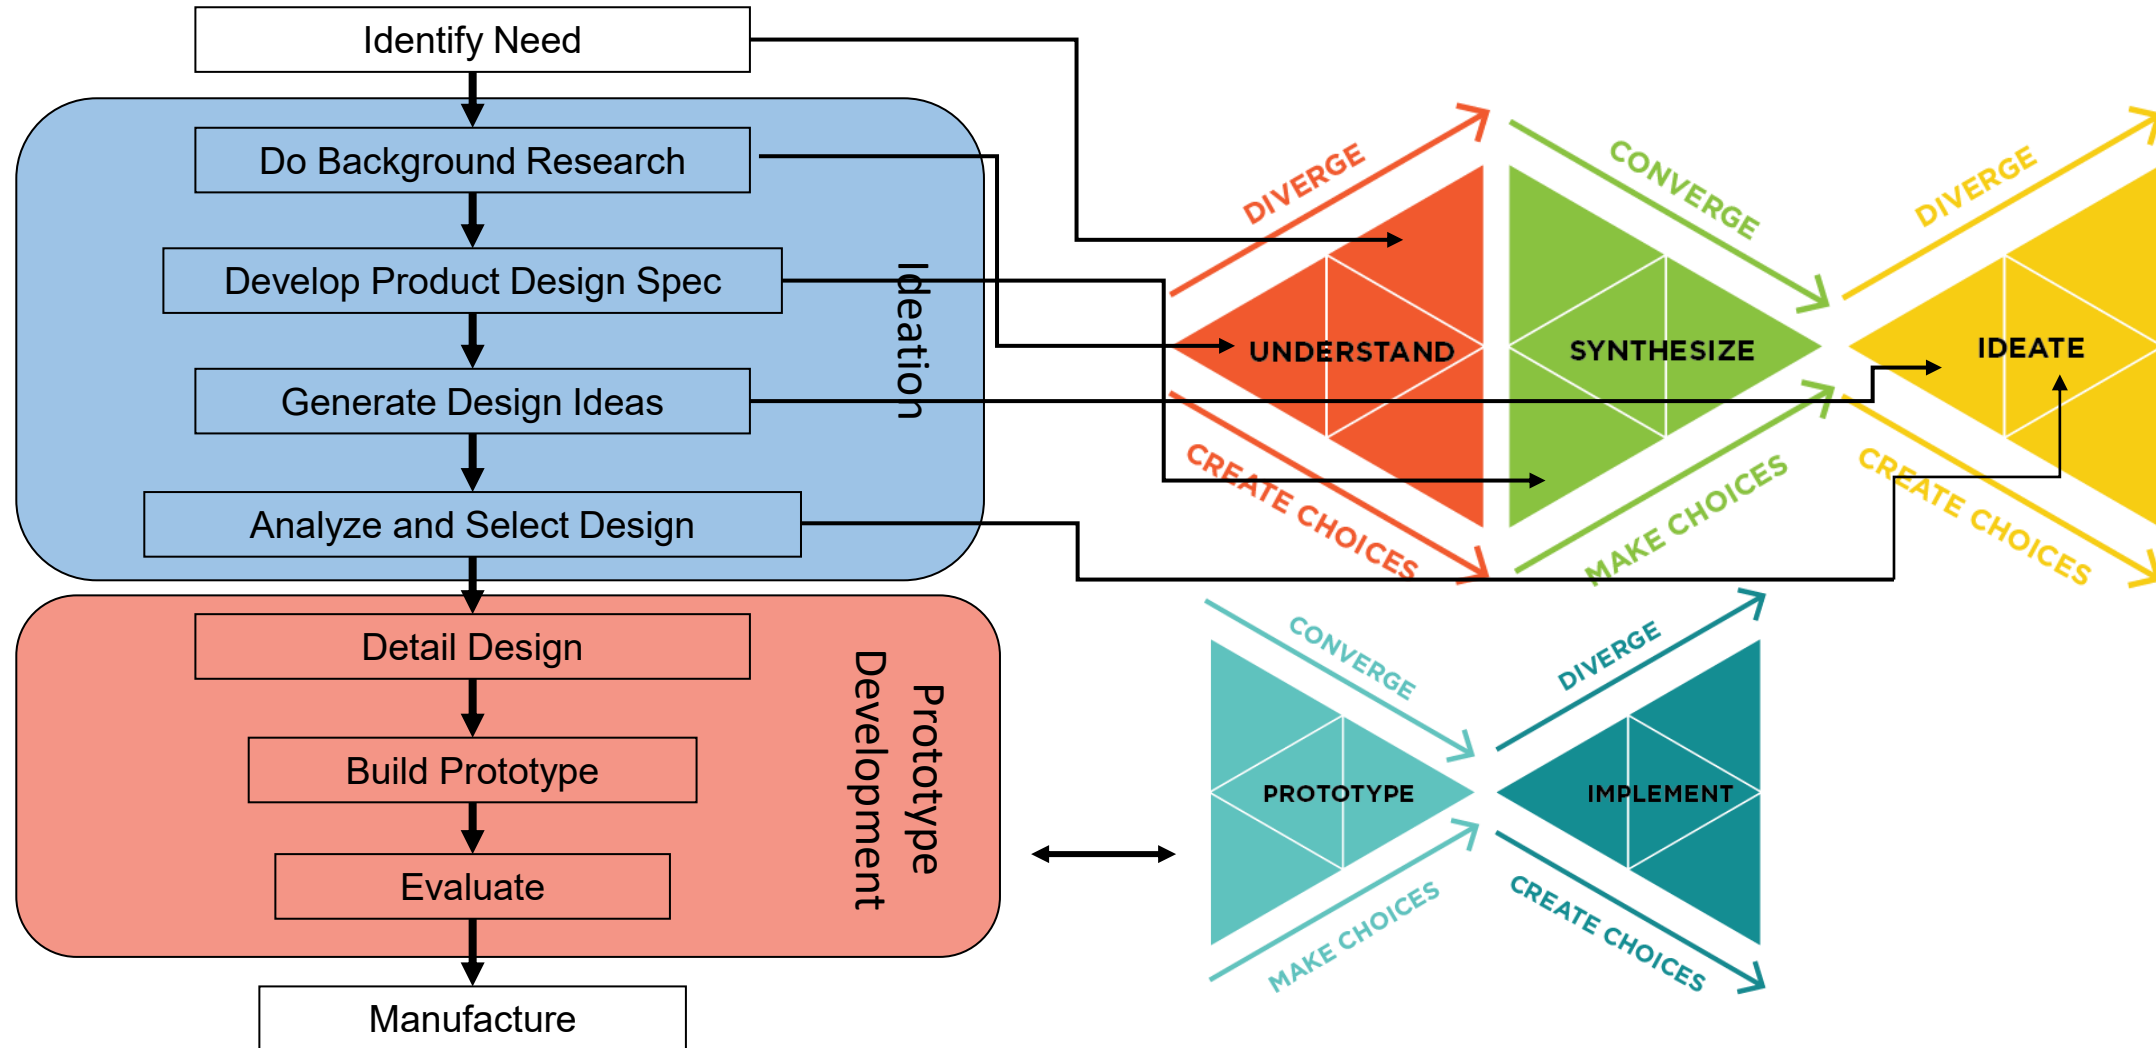 Identify Need
Do Background Research
Develop Product Design Spec
Generate Design Ideas
Analyze and Select Design
Ideation
Detail Design
Build Prototype
Evaluate
Prototype
Development
Manufacture
DIVERGE
UNDERSTAND
CREATE CHOICES
CONVERGE
SYNTHESIZE
MAKE CHOICES
DIVERGE
IDEATE
CREATE CHOICES
CONVERGE
PROTOTYPE
MAKE CHOICES
DIVERGE
IMPLEMENT
CREATE CHOICES